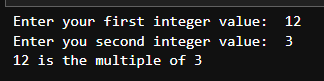 Enter your first integer value:  12
Enter you second integer value:  3
12 is the multiple of 3